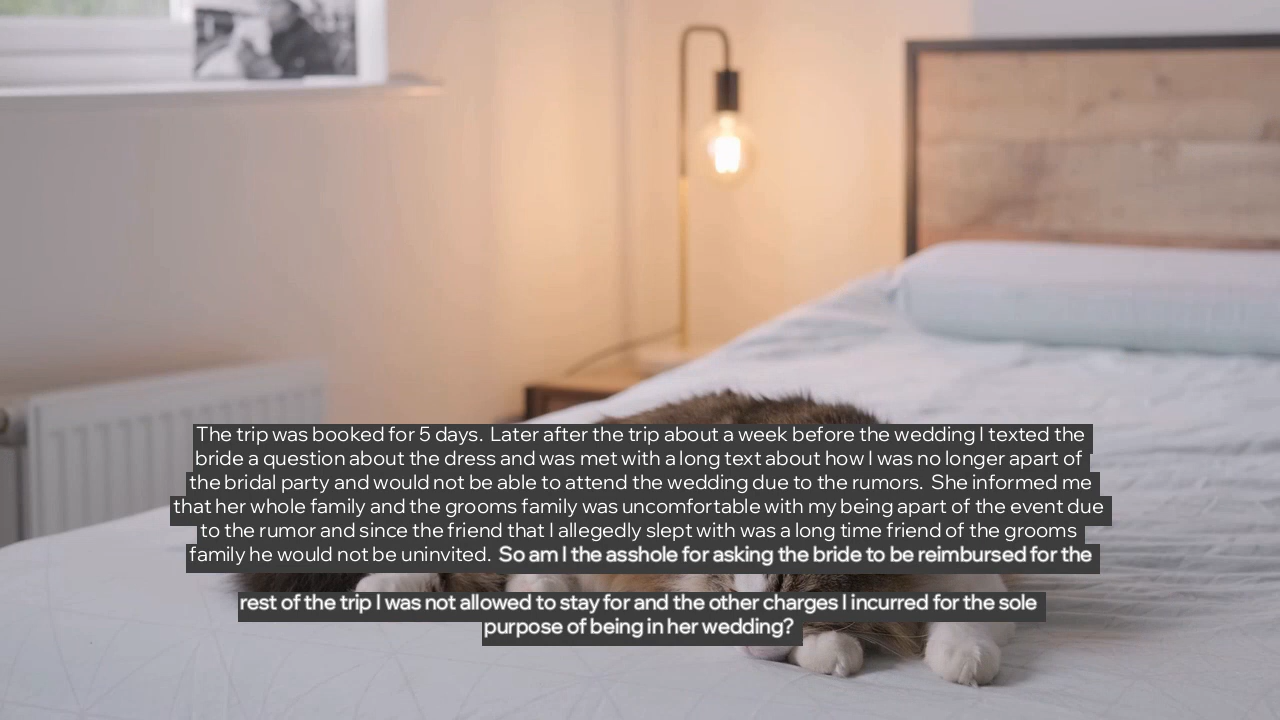 The trip was booked for 5 days. Later after the trip about a week before the wedding I texted the
bride a question about the dress and was met with a long text about how I was no longer apart of
the bridal party and would not be able to attend the wedding due to the rumors. She informed me
that her whole family and the grooms family was uncomfortable with my being apart of the event due
to the rumor and since the friend that I allegedly slept with was a long time friend of the grooms
family he would not be uninvited. So am I the asshole for asking the bride to be reimbursed for the
rest of the trip I was not allowed to stay for and the other charges I incurred for the sole
purpose of being in her wedding?